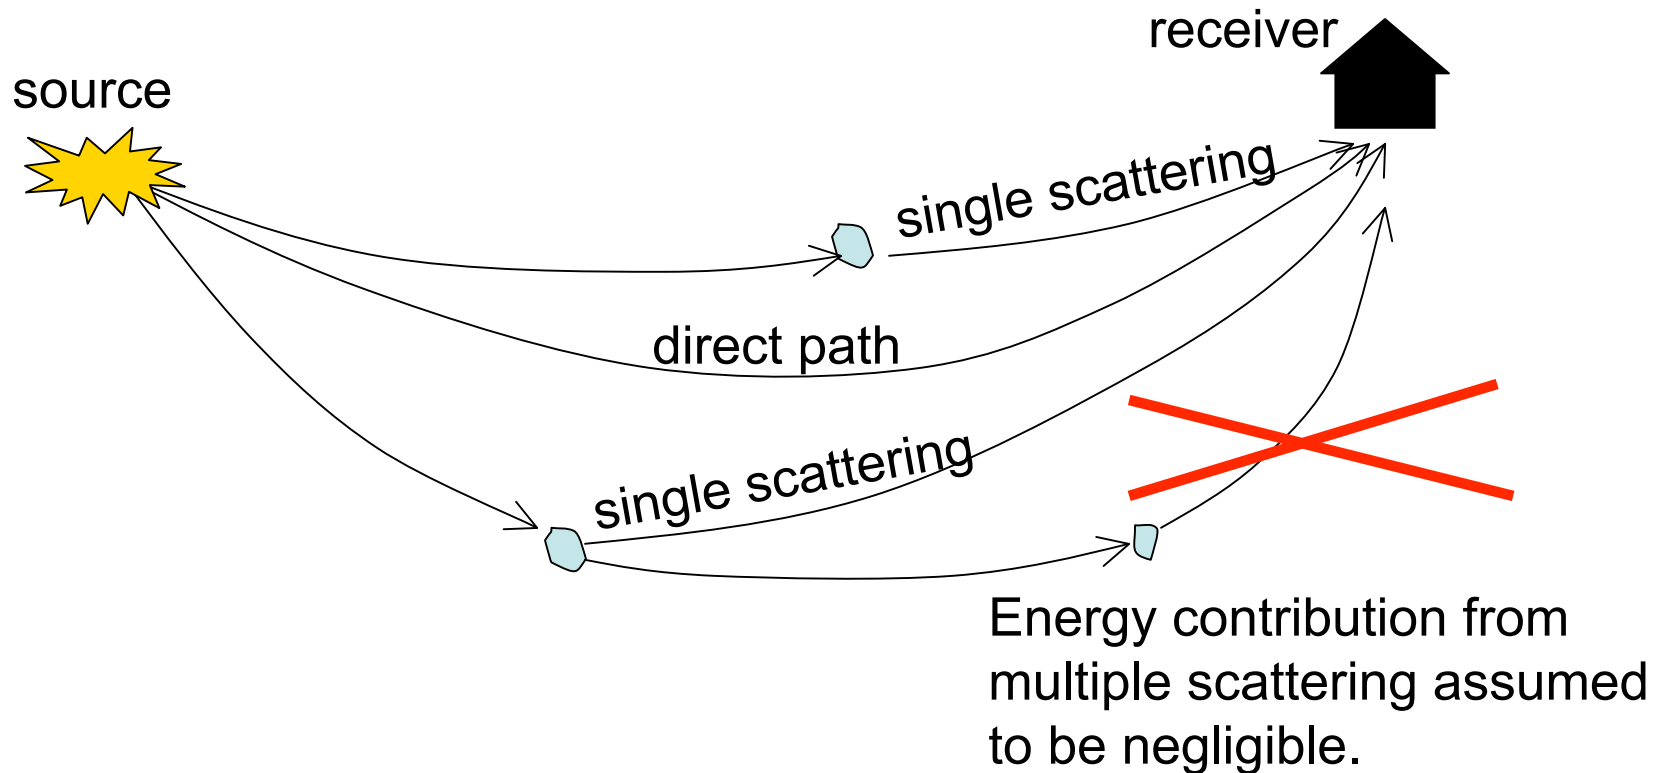 receiver
source
single scattering
direct path
single scattering
Energy contribution from
multiple scattering assumed
to be negligible.